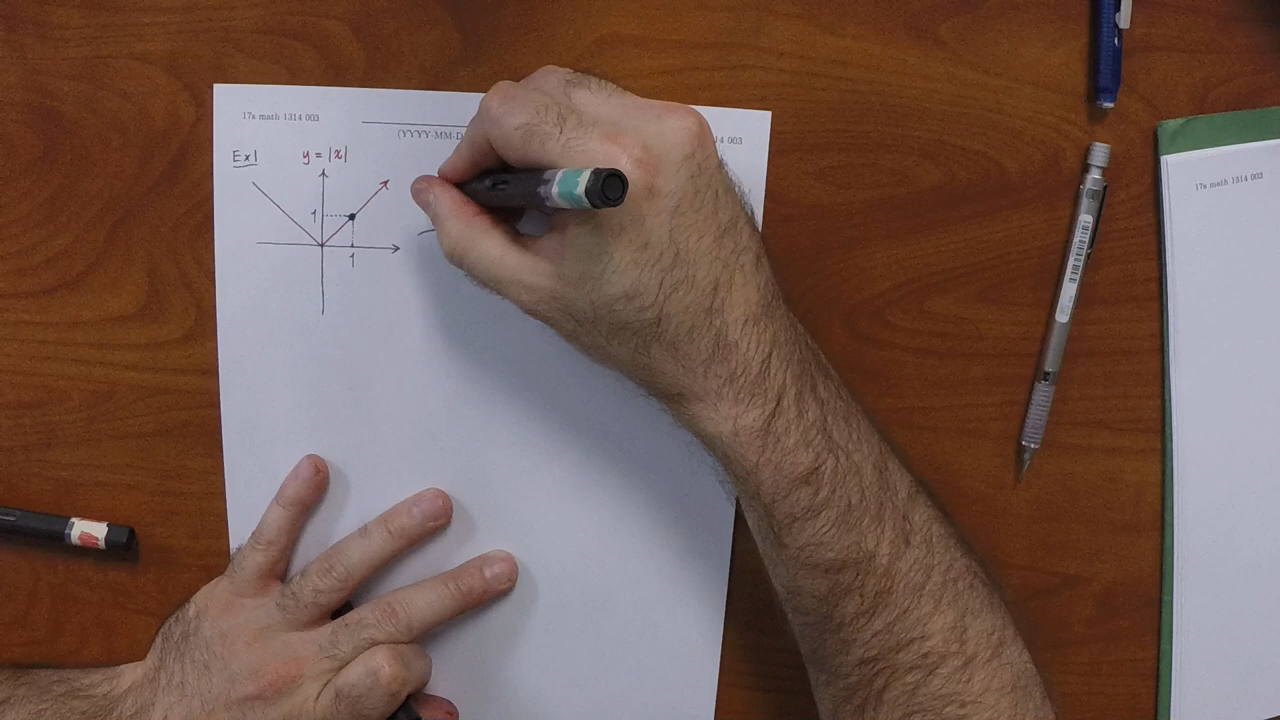 17s math 1314 003
(YYYY-MM-D
14 003
Ex1
y = |x|
1
1
17s math 1314 003